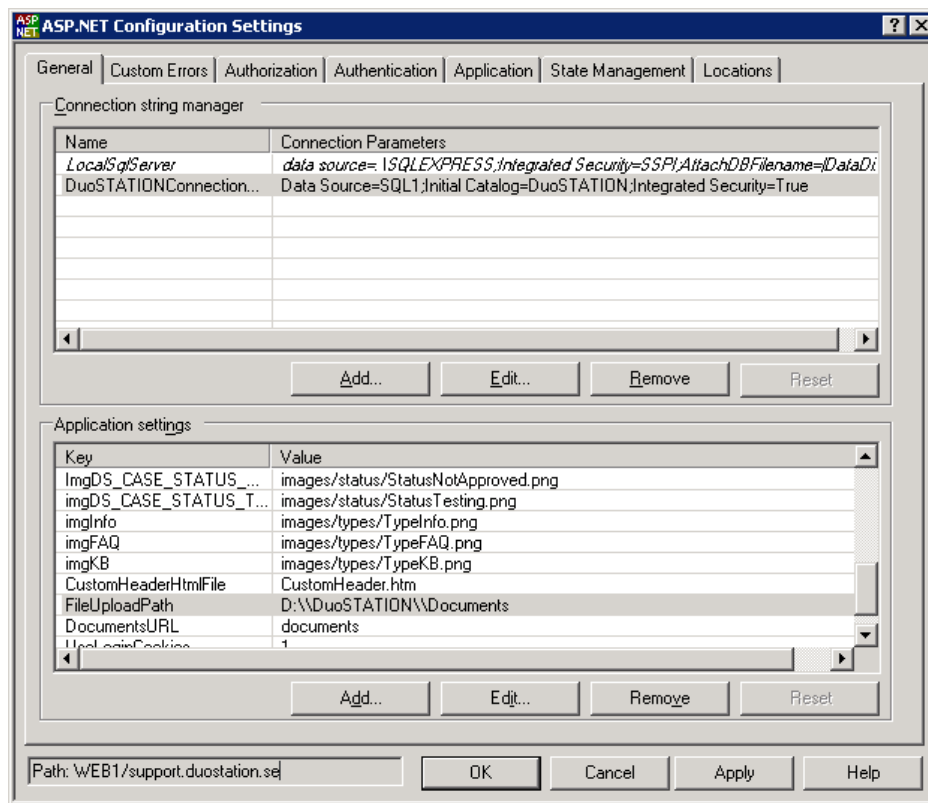 ASP.NET Configuration Settings
General Custom Errors Authorization Authentication Application State Management Locations
Connection string manager
Name Connection Parameters
LocalSqlServer data source=.\SQLEXPRESS;Integrated Security=SSPI;AttachDBFilename=|DataDi
DuoSTATIONConnection... Data Source=SQL1;Initial Catalog=DuoSTATION;Integrated Security=True
Add... Edit... Remove Reset
Application settings
Key Value
ImgDS_CASE_STATUS_... images/status/StatusNotApproved.png
imgDS_CASE_STATUS_T... images/status/StatusTesting.png
imgInfo images/types/TypeInfo.png
imgFAQ images/types/TypeFAQ.png
imgKB images/types/TypeKB.png
CustomHeaderHtmlFile CustomHeader.htm
FileUploadPath D:\\DuoSTATION\\Documents
DocumentsURL documents
UseLoginCookies 1
Add... Edit... Remove Reset
Path: WEB1/support.duostation.se
OK Cancel Apply Help